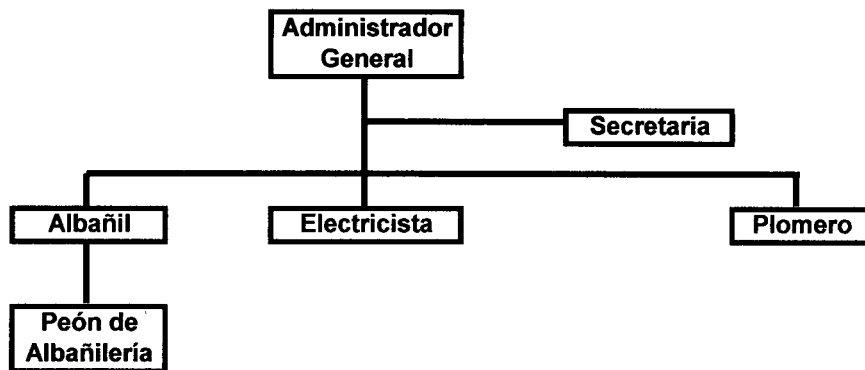 Administrador
General
Secretaria
Albañil
Electricista
Plomero
Peón de
Albañilería